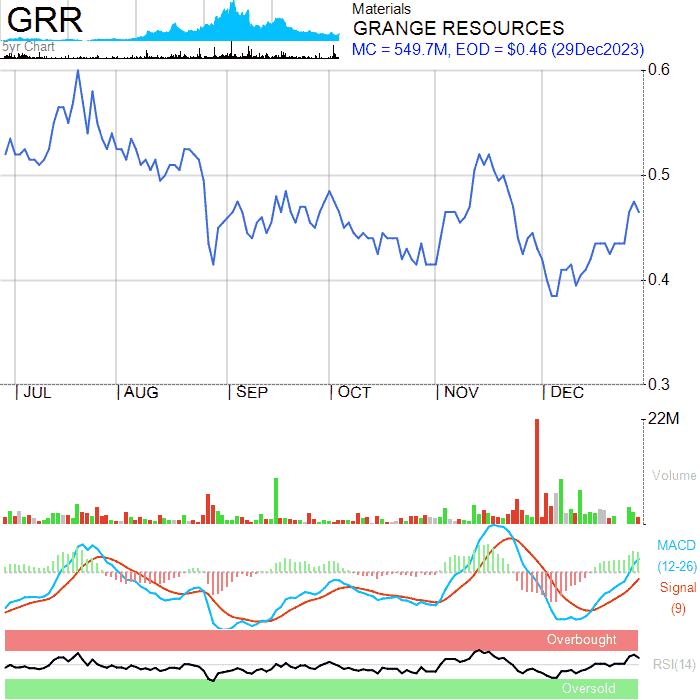 GRR
5yr Chart
Materials
GRANGE RESOURCES
MC = 549.7M, EOD = $0.46 (29Dec2023)
0.6
0.5
0.4
0.3
| JUL | AUG | SEP | OCT | NOV | DEC
22M
Volume
MACD
(12-26)
Signal
(9)
Overbought
RSI(14)
Oversold